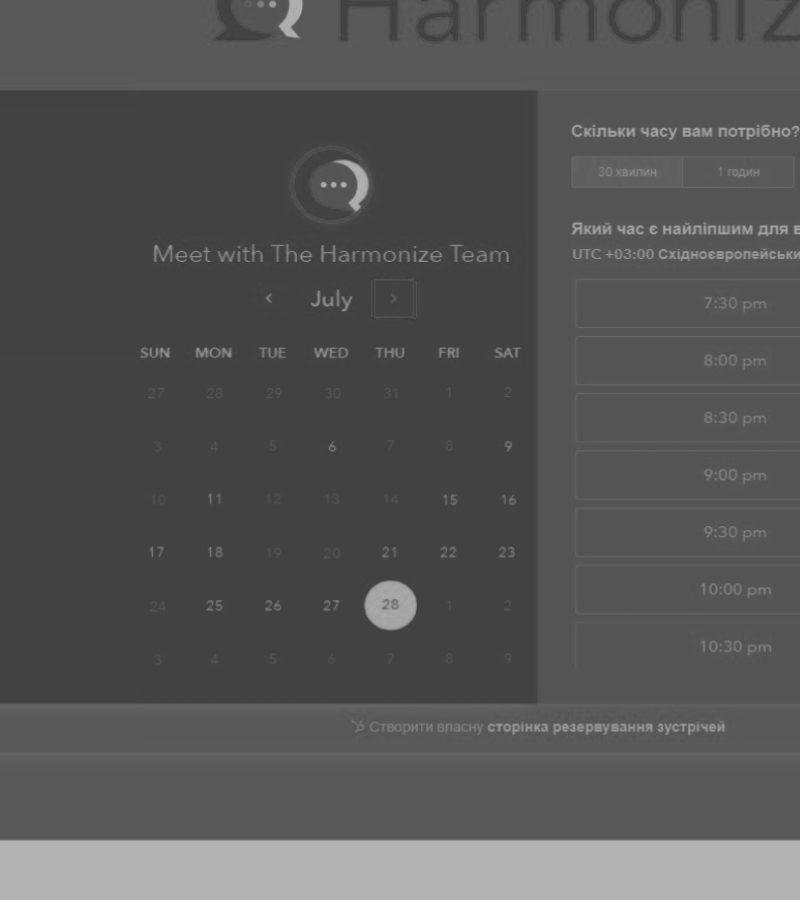 Harmoniz
Meet with The Harmonize Team
‹ July ›
SUN MON TUE WED THU FRI SAT
27 28 29 30 31 1 2
3 4 5 6 7 8 9
10 11 12 13 14 15 16
17 18 19 20 21 22 23
24 25 26 27 28 1 2
3 4 5 6 7 8 9
Скільки часу вам потрібно?
30 хвилин 1 годин
Який час є найліпшим для в
UTC +03:00 Східноєвропейськи
7:30 pm
8:00 pm
8:30 pm
9:00 pm
9:30 pm
10:00 pm
10:30 pm
Створити власну сторінка резервування зустрічей